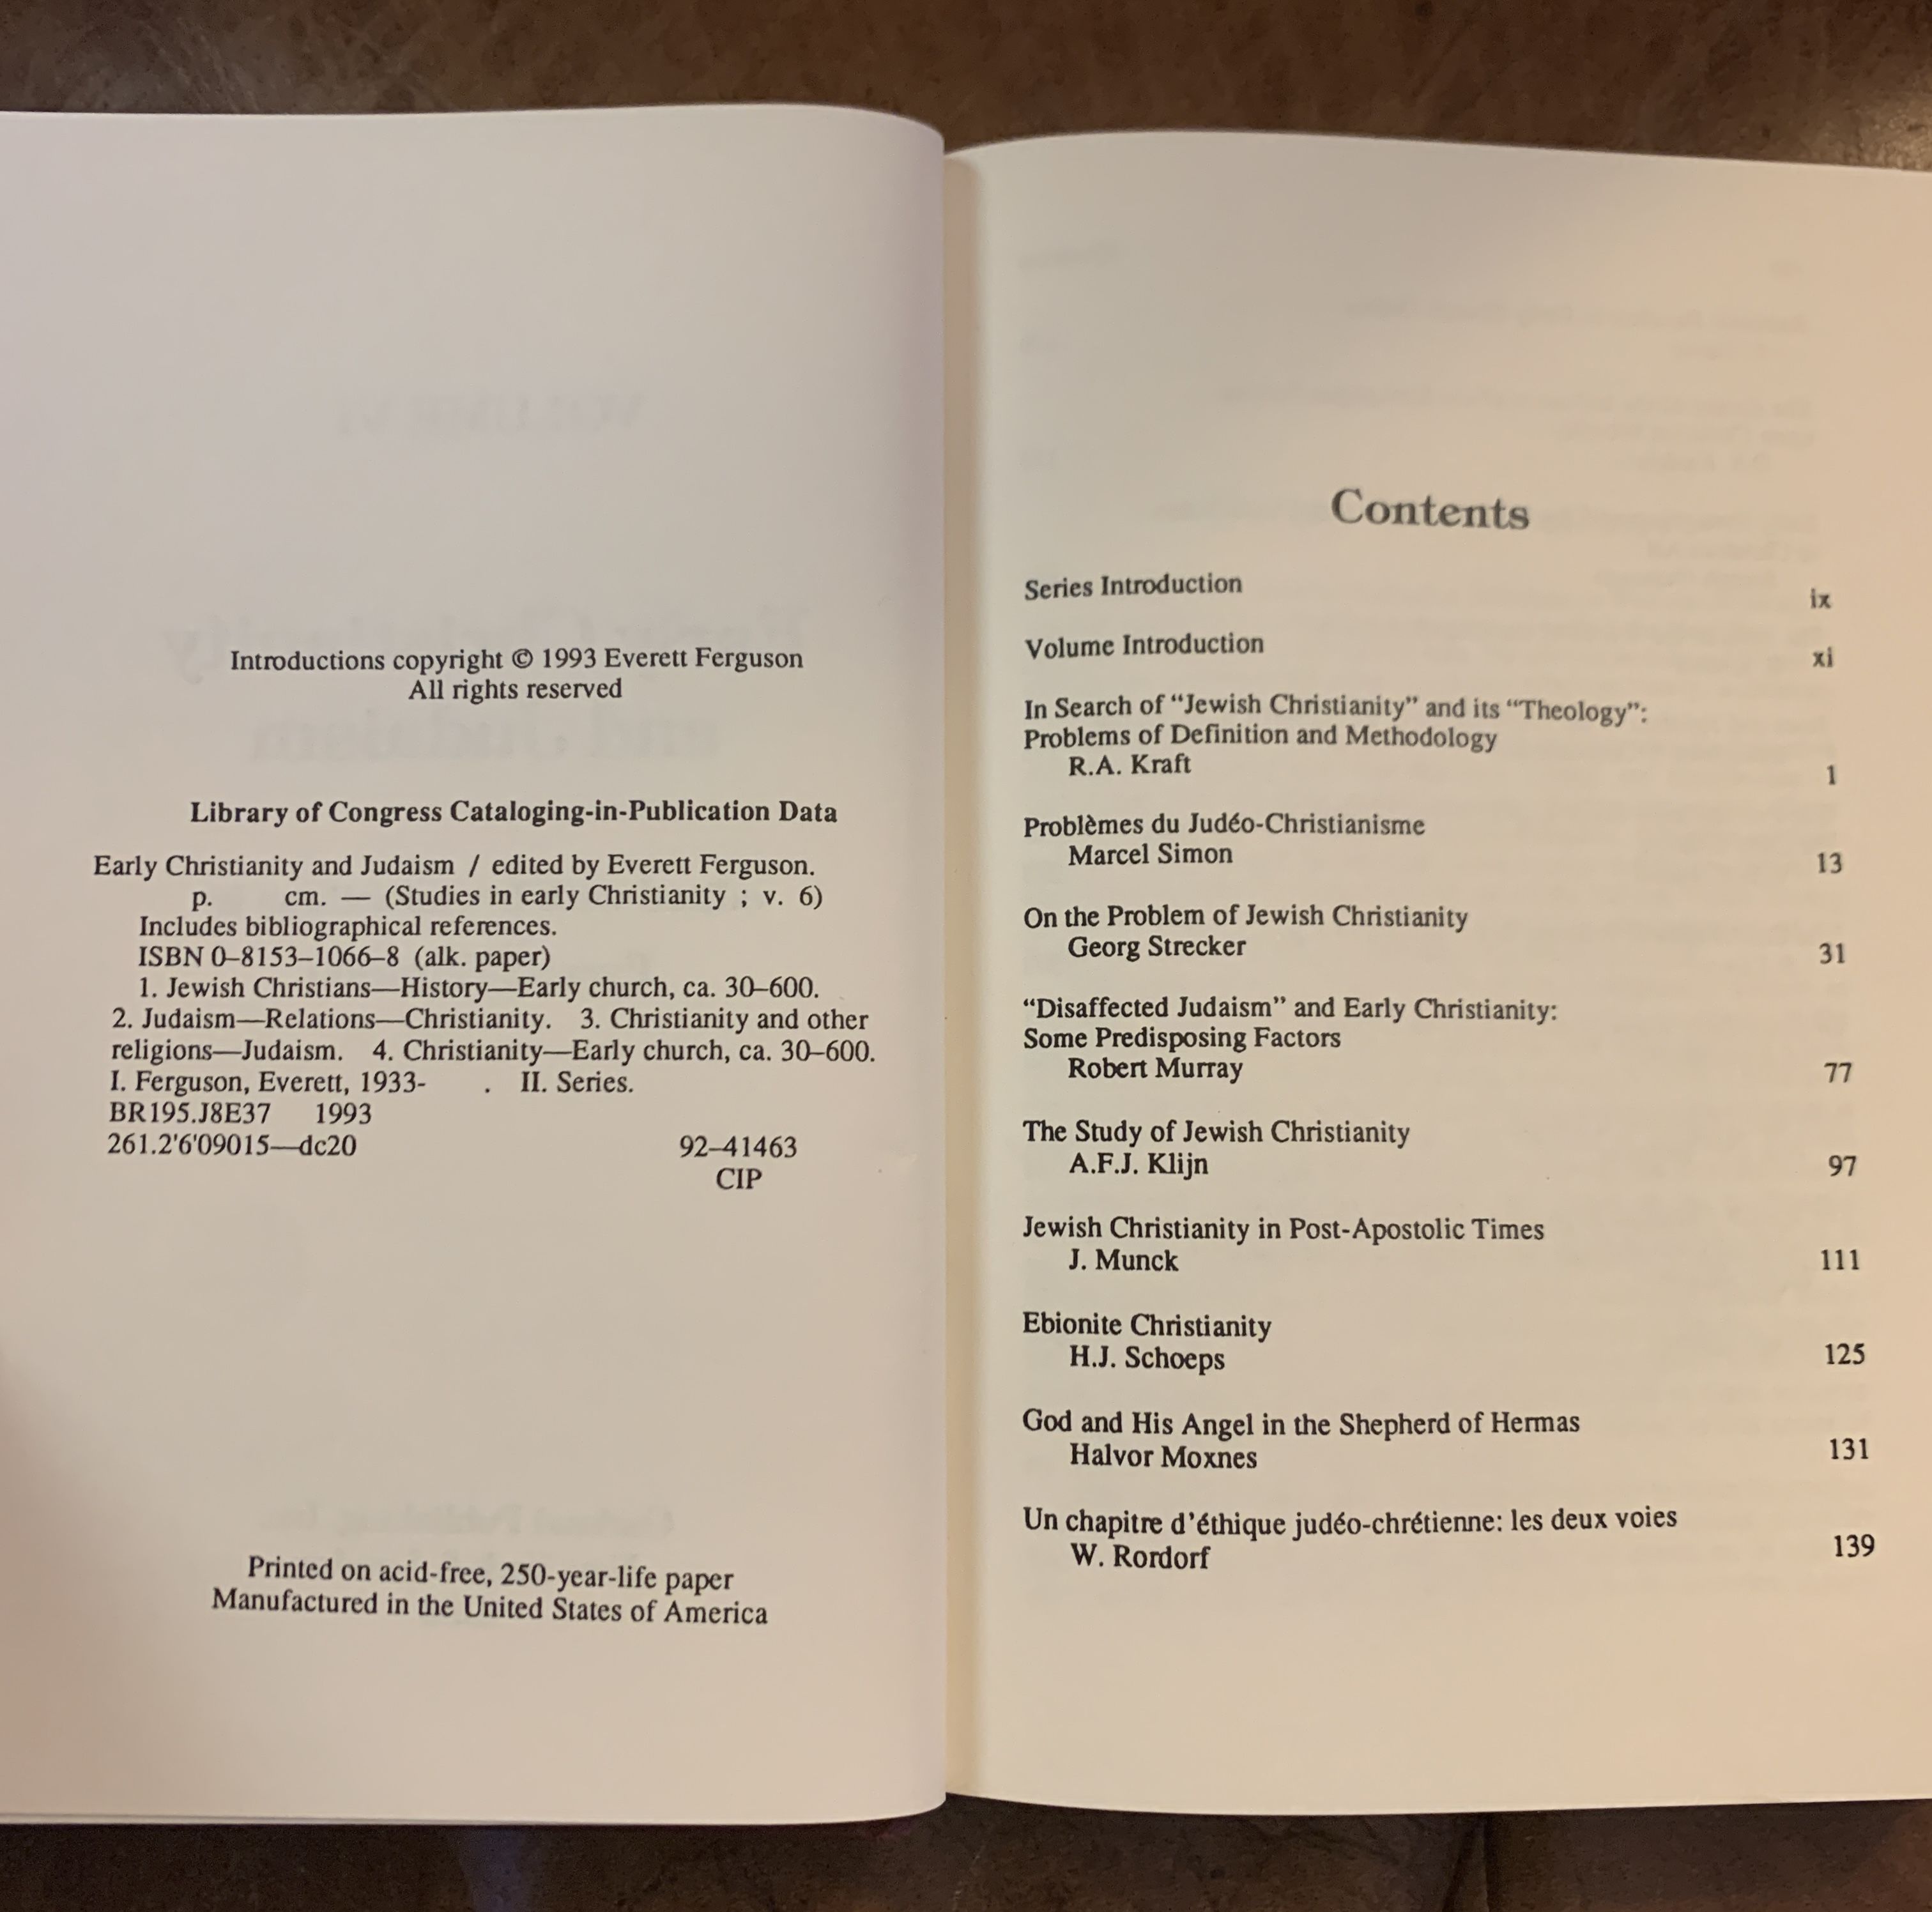 Introductions copyright © 1993 Everett Ferguson
All rights reserved
Library of Congress Cataloging-in-Publication Data
Early Christianity and Judaism / edited by Everett Ferguson.
p. cm. — (Studies in early Christianity ; v. 6)
Includes bibliographical references.
ISBN 0–8153–1066–8 (alk. paper)
1. Jewish Christians—History—Early church, ca. 30–600.
2. Judaism—Relations—Christianity. 3. Christianity and other
religions—Judaism. 4. Christianity—Early church, ca. 30–600.
I. Ferguson, Everett, 1933- . II. Series.
BR195.J8E37 1993
261.2'6'09015—dc20 92–41463
CIP
Printed on acid-free, 250-year-life paper
Manufactured in the United States of America
Contents
Series Introduction ix
Volume Introduction xi
In Search of “Jewish Christianity” and its “Theology”:
Problems of Definition and Methodology
R.A. Kraft 1
Problèmes du Judéo-Christianisme
Marcel Simon 13
On the Problem of Jewish Christianity
Georg Strecker 31
“Disaffected Judaism” and Early Christianity:
Some Predisposing Factors
Robert Murray 77
The Study of Jewish Christianity
A.F.J. Klijn 97
Jewish Christianity in Post-Apostolic Times
J. Munck 111
Ebionite Christianity
H.J. Schoeps 125
God and His Angel in the Shepherd of Hermas
Halvor Moxnes 131
Un chapitre d’éthique judéo-chrétienne: les deux voies
W. Rordorf 139